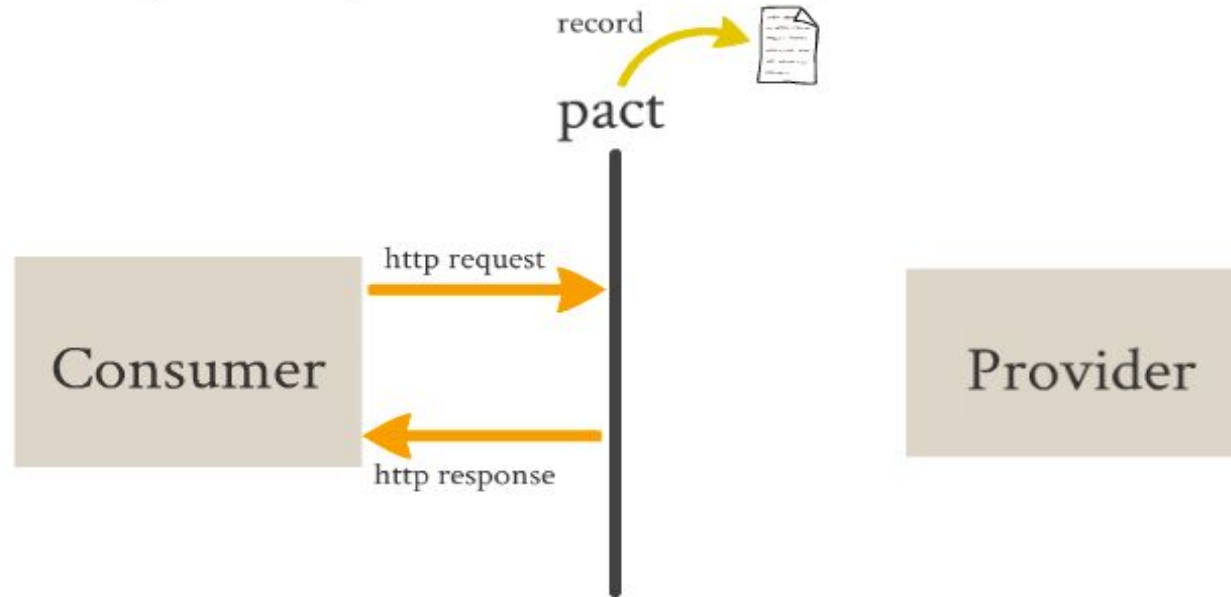 record
pact
http request
Consumer
Provider
http response